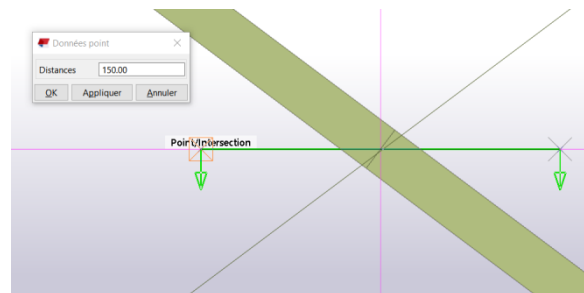 Données point
Distances 150.00
OK Appliquer Annuler
Point/Intersection